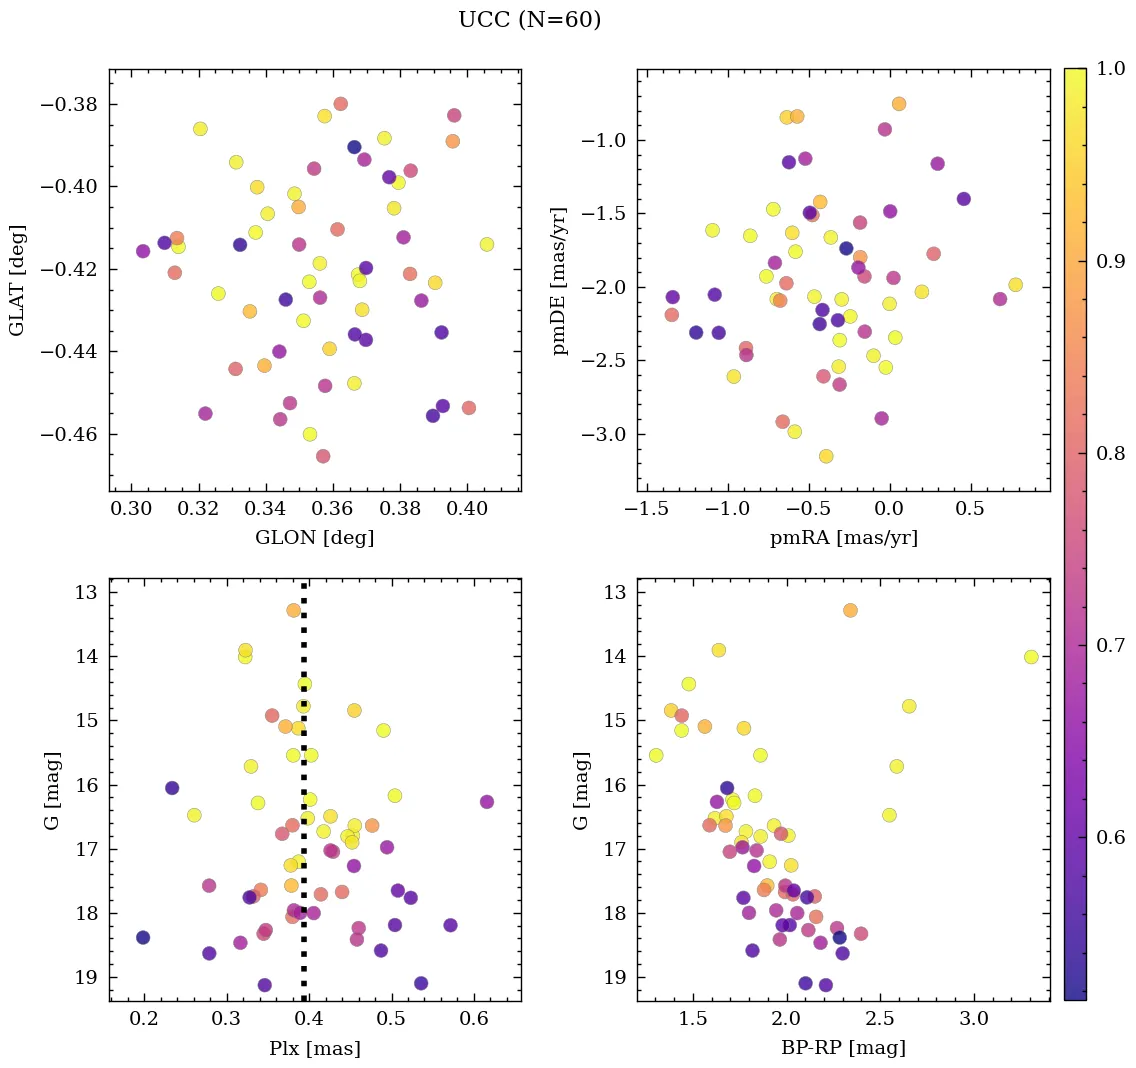 UCC (N=60)
−0.38
−0.40
−0.42
−0.44
−0.46
GLAT [deg]
0.30 0.32 0.34 0.36 0.38 0.40
GLON [deg]
−1.0
−1.5
−2.0
−2.5
−3.0
pmDE [mas/yr]
−1.5 −1.0 −0.5 0.0 0.5
pmRA [mas/yr]
13
14
15
16
17
18
19
G [mag]
0.2 0.3 0.4 0.5 0.6
Plx [mas]
13
14
15
16
17
18
19
G [mag]
1.5 2.0 2.5 3.0
BP-RP [mag]
1.0
0.9
0.8
0.7
0.6